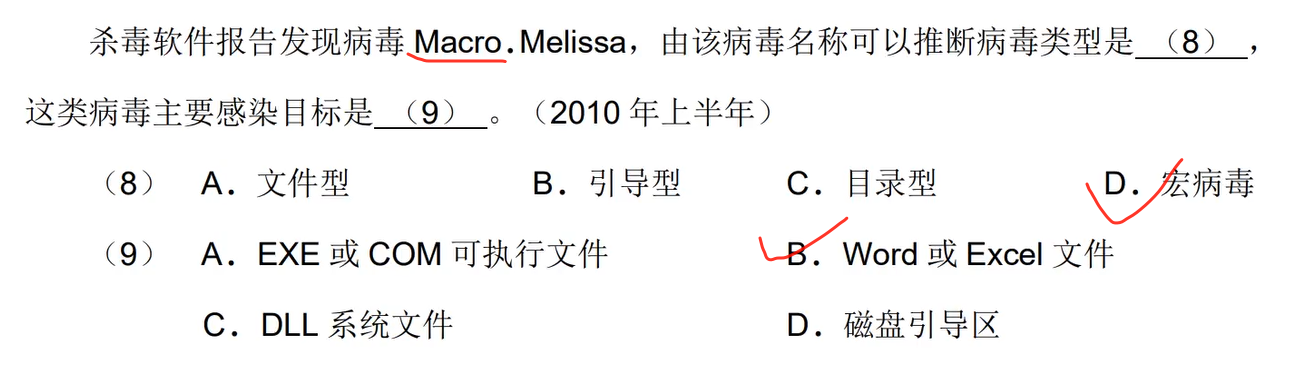 杀毒软件报告发现病毒 Macro.Melissa，由该病毒名称可以推断病毒类型是 （8） ，
这类病毒主要感染目标是 （9） 。（2010 年上半年）
（8） A．文件型 B．引导型 C．目录型 D．宏病毒
（9） A．EXE 或 COM 可执行文件 B．Word 或 Excel 文件
C．DLL 系统文件 D．磁盘引导区